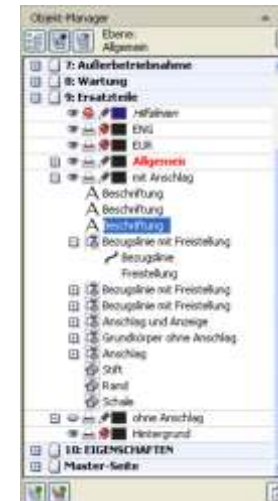 Objekt-Manager
Ebene:
Allgemein
7: Außerbetriebnahme
8: Wartung
9: Ersatzteile
Hilfslinien
ENG
EUR
Allgemein
mit Anschlag
Beschriftung
Beschriftung
Beschriftung
Bezugslinie mit Freistellung
Bezugslinie
Freistellung
Bezugslinie mit Freistellung
Bezugslinie mit Freistellung
Anschlag und Anzeige
Grundkörper ohne Anschlag
Anschlag
Stift
Rand
Schale
ohne Anschlag
Hintergrund
10: EIGENSCHAFTEN
Master-Seite